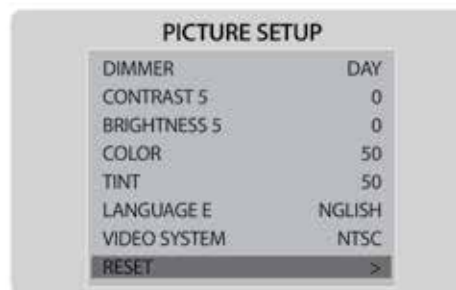 PICTURE SETUP
DIMMER DAY
CONTRAST 5 0
BRIGHTNESS 5 0
COLOR 50
TINT 50
LANGUAGE E NGLISH
VIDEO SYSTEM NTSC
RESET >